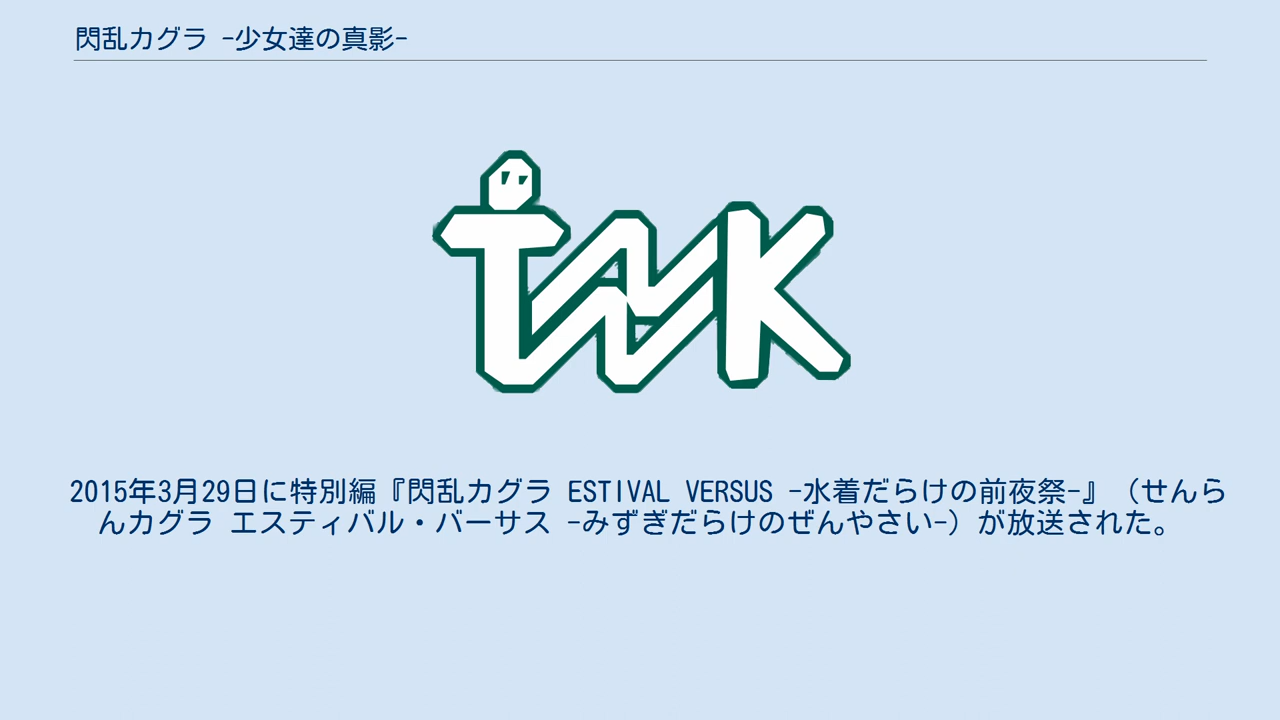 閃乱カグラ -少女達の真影-
tvk
2015年3月29日に特別編『閃乱カグラ ESTIVAL VERSUS -水着だらけの前夜祭-』（せんら
んカグラ エスティバル・バーサス -みずぎだらけのぜんやさい-）が放送された。